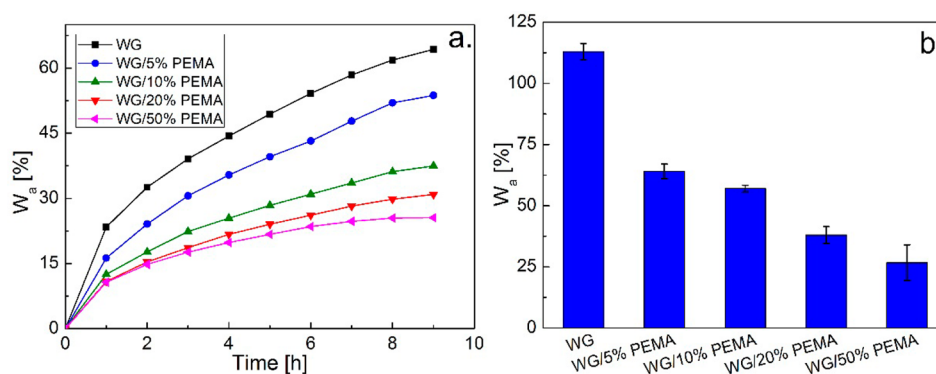 a.
WG
WG/5% PEMA
WG/10% PEMA
WG/20% PEMA
WG/50% PEMA
60
45
30
15
0
Wa [%]
0 2 4 6 8 10
Time [h]
b
125
100
75
50
25
0
Wa [%]
WG
WG/5% PEMA
WG/10% PEMA
WG/20% PEMA
WG/50% PEMA